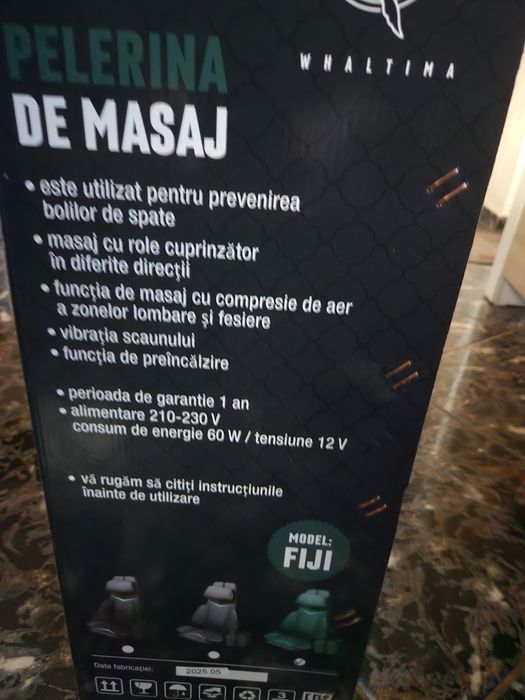 WHALTIMA
PELERINA
DE MASAJ
• este utilizat pentru prevenirea
bolilor de spate
• masaj cu role cuprinzător
în diferite direcții
• funcția de masaj cu compresie de aer
a zonelor lombare și fesiere
• vibrația scaunului
• funcția de preîncălzire
• perioada de garantie 1 an
• alimentare 210-230 V
consum de energie 60 W / tensiune 12 V
• vă rugăm să citiți instrucțiunile
înainte de utilizare
MODEL:
FIJI
Data fabricației: 2025.05
3